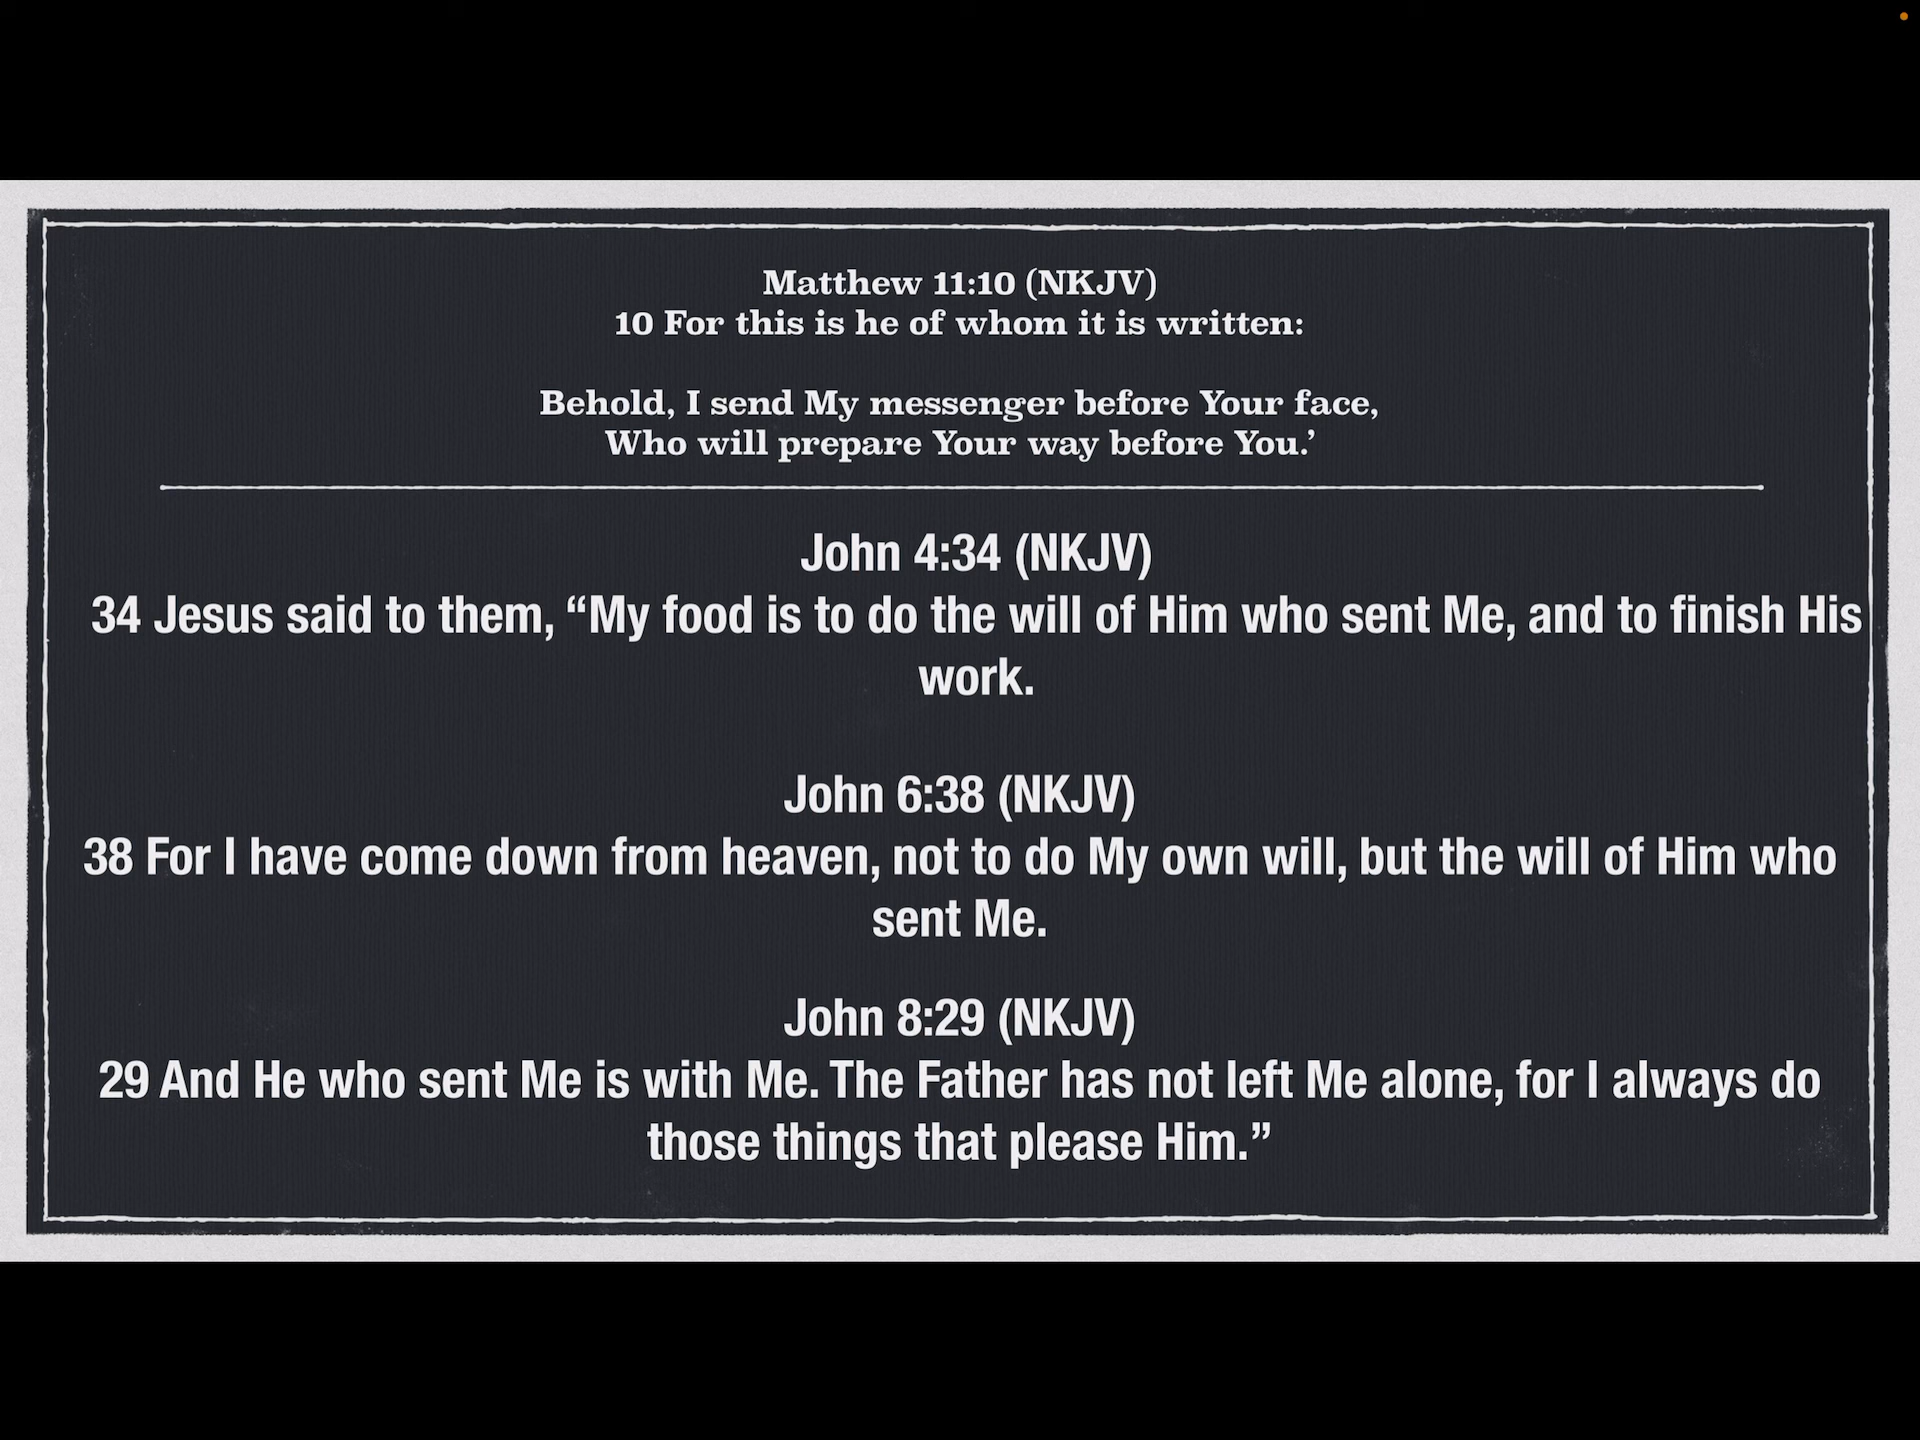 Matthew 11:10 (NKJV)
10 For this is he of whom it is written:
Behold, I send My messenger before Your face,
Who will prepare Your way before You.’
John 4:34 (NKJV)
34 Jesus said to them, “My food is to do the will of Him who sent Me, and to finish His
work.
John 6:38 (NKJV)
38 For I have come down from heaven, not to do My own will, but the will of Him who
sent Me.
John 8:29 (NKJV)
29 And He who sent Me is with Me. The Father has not left Me alone, for I always do
those things that please Him.”